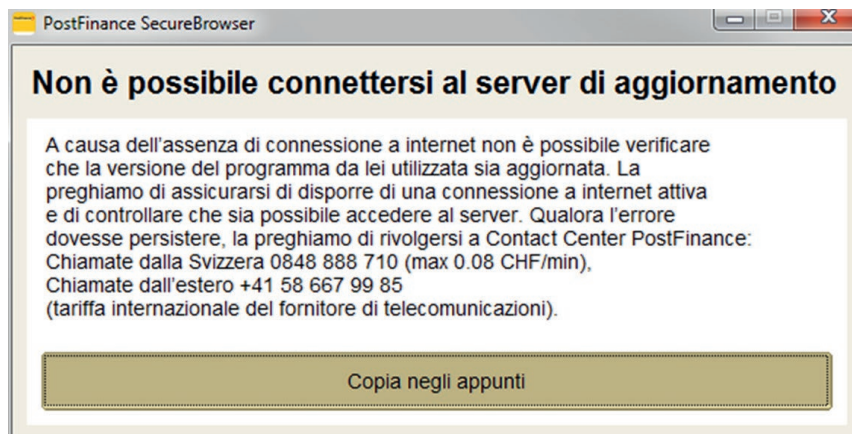 PostFinance SecureBrowser
Non è possibile connettersi al server di aggiornamento
A causa dell'assenza di connessione a internet non è possibile verificare
che la versione del programma da lei utilizzata sia aggiornata. La
preghiamo di assicurarsi di disporre di una connessione a internet attiva
e di controllare che sia possibile accedere al server. Qualora l'errore
dovesse persistere, la preghiamo di rivolgersi a Contact Center PostFinance:
Chiamate dalla Svizzera 0848 888 710 (max 0.08 CHF/min),
Chiamate dall'estero +41 58 667 99 85
(tariffa internazionale del fornitore di telecomunicazioni).
Copia negli appunti